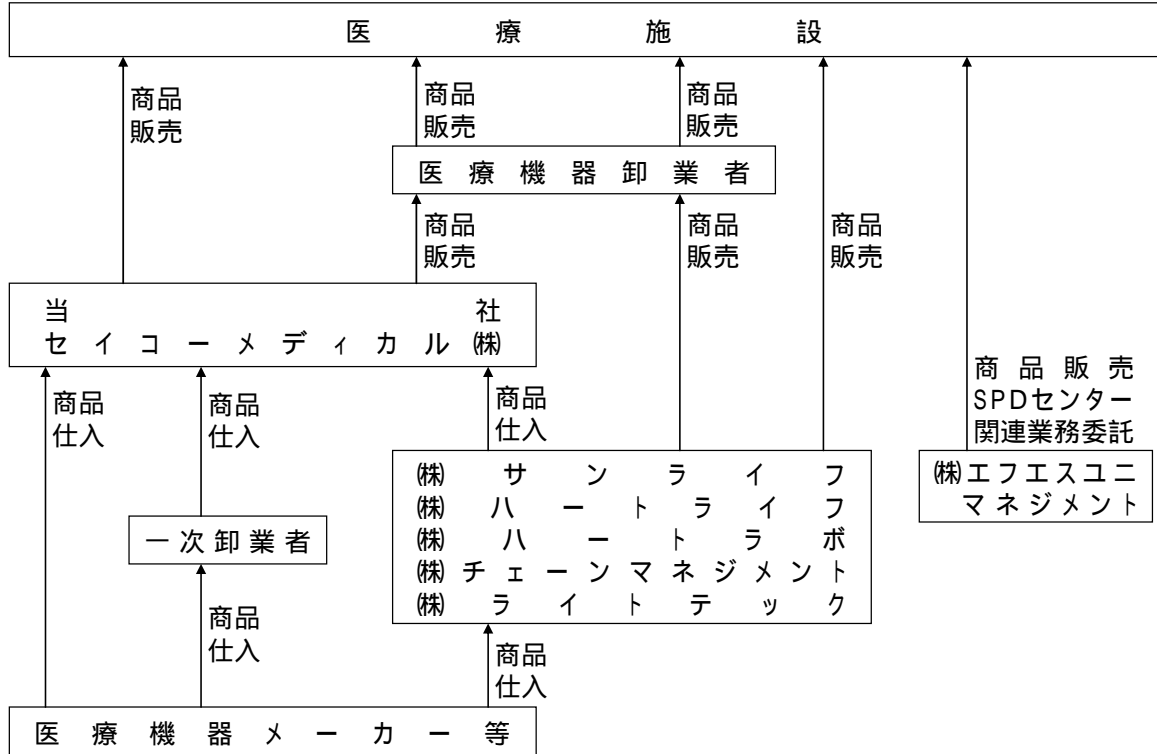 医療施設
商品
販売
商品
販売
商品
販売
医療機器卸業者
商品
販売
商品
販売
商品
販売
当社
セイコーメディカル㈱
商品
仕入
商品
仕入
商品
仕入
商品販売
SPDセンター
関連業務委託
㈱サンライフ
㈱ハートライフ
㈱ハートラボ
㈱チェーンマネジメント
㈱ライトテック
㈱エフエスユニ
マネジメント
一次卸業者
商品
仕入
商品
仕入
医療機器メーカー等